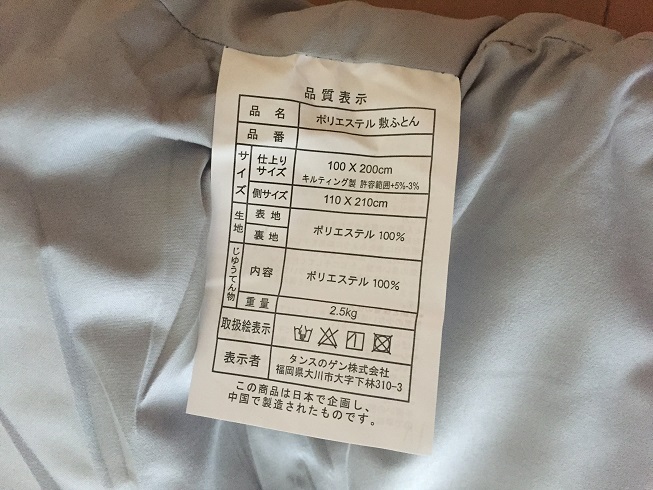 品質表示
品名 ポリエステル 敷ふとん
品番
サイズ 仕上りサイズ 100 X 200cm
キルティング製 許容範囲+5%-3%
側サイズ 110 X 210cm
生地 表地 裏地 ポリエステル 100%
じゅうてん物 内容 ポリエステル 100%
重量 2.5kg
取扱絵表示
表示者 タンスのゲン株式会社
福岡県大川市大字下林310-3
この商品は日本で企画し、
中国で製造されたものです。